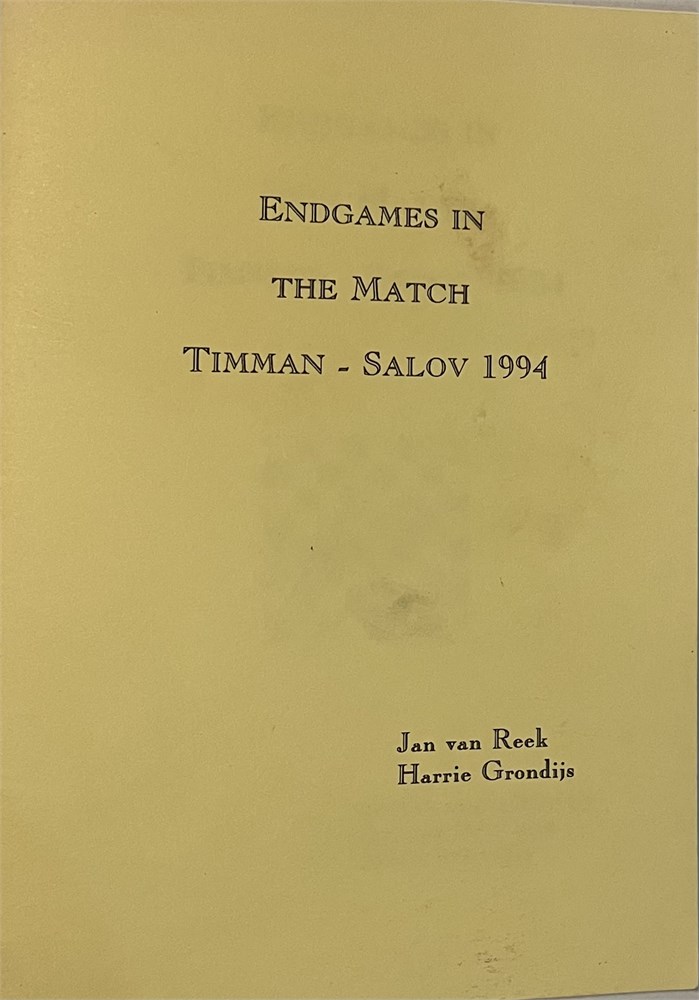 ENDGAMES IN
THE MATCH
TIMMAN - SALOV 1994
Jan van Reek
Harrie Grondijs